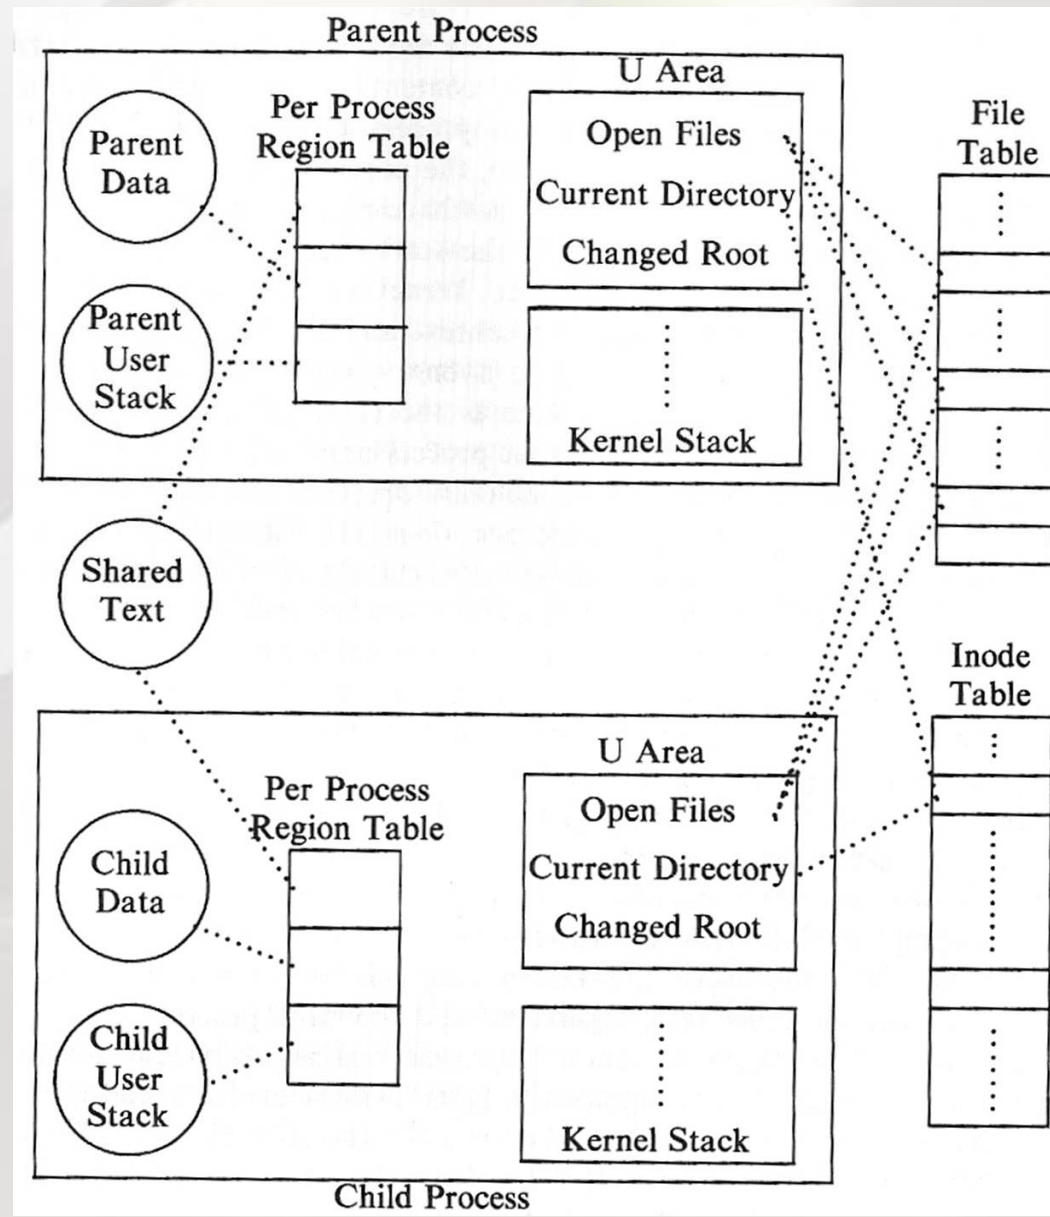 Parent Process
U Area
Parent
Data
Per Process
Region Table
Open Files
Current Directory
Changed Root
File
Table
Parent
User
Stack
Kernel Stack
Shared
Text
Inode
Table
U Area
Per Process
Region Table
Open Files
Current Directory
Changed Root
Child
Data
Child
User
Stack
Kernel Stack
Child Process